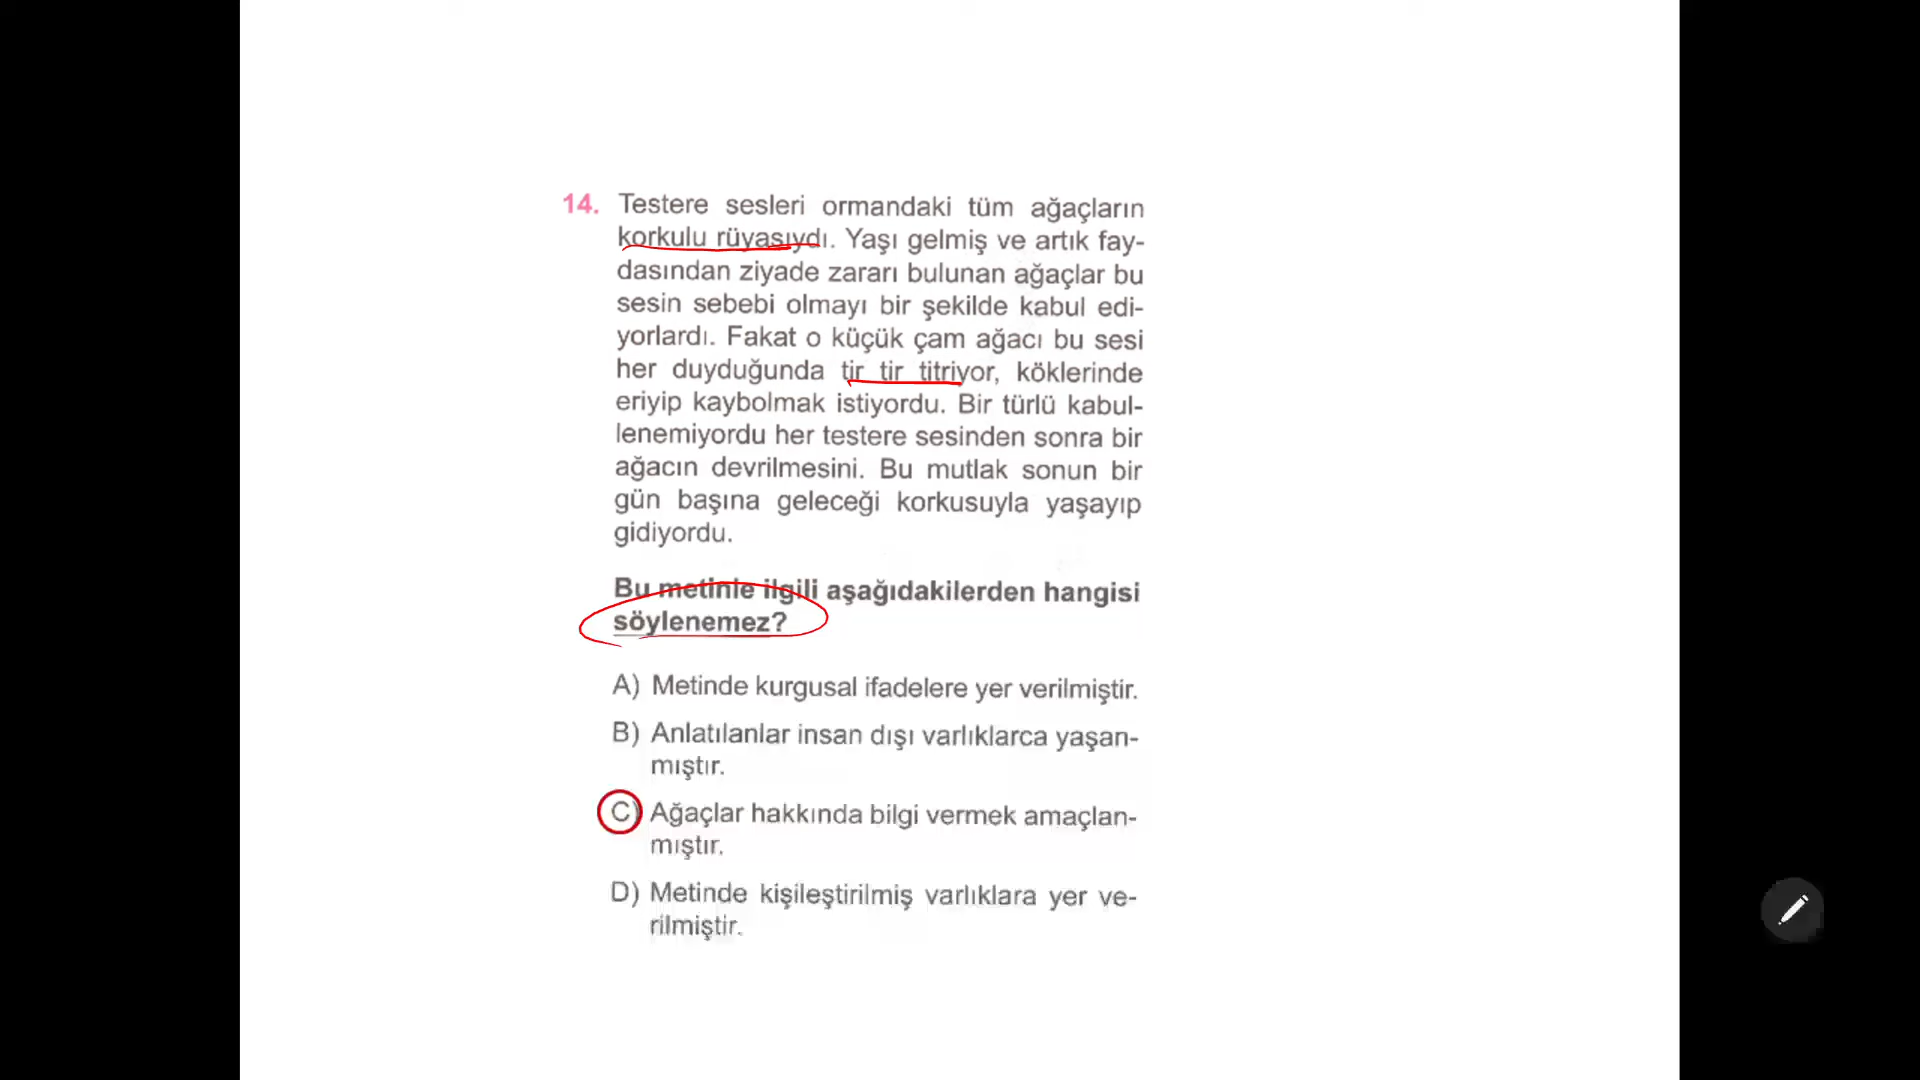 14. Testere sesleri ormandaki tüm ağaçların
korkulu rüyasıydı. Yaşı gelmiş ve artık fay-
dasından ziyade zararı bulunan ağaçlar bu
sesin sebebi olmayı bir şekilde kabul edi-
yorlardı. Fakat o küçük çam ağacı bu sesi
her duyduğunda tir tir titriyor, köklerinde
eriyip kaybolmak istiyordu. Bir türlü kabul-
lenemiyordu her testere sesinden sonra bir
ağacın devrilmesini. Bu mutlak sonun bir
gün başına geleceği korkusuyla yaşayıp
gidiyordu.
Bu metinle ilgili aşağıdakilerden hangisi
söylenemez?
A) Metinde kurgusal ifadelere yer verilmiştir.
B) Anlatılanlar insan dışı varlıklarca yaşan-
mıştır.
C) Ağaçlar hakkında bilgi vermek amaçlan-
mıştır.
D) Metinde kişileştirilmiş varlıklara yer ve-
rilmiştir.